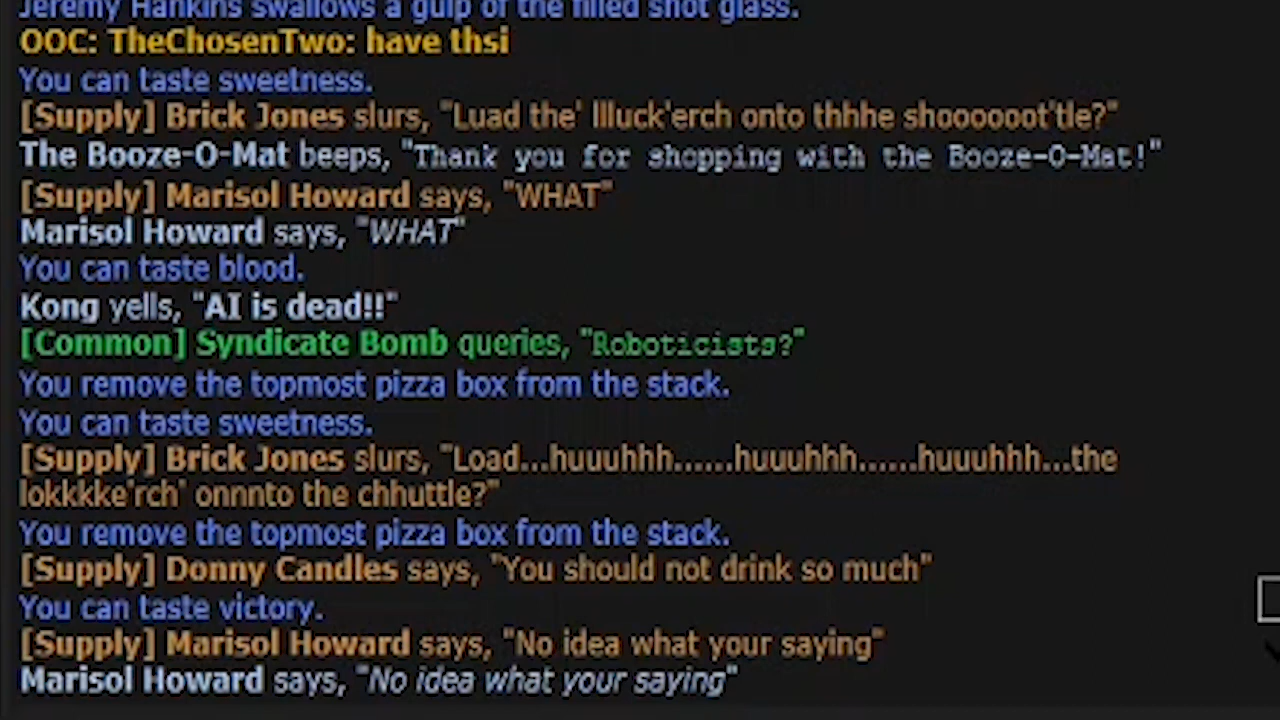 Jeremy Hankins swallows a gulp of the filled shot glass.
OOC: TheChosenTwo: have thsi
You can taste sweetness.
[Supply] Brick Jones slurs, "Luad the' llluck'erch onto thhhe shoooooot'tle?"
The Booze-O-Mat beeps, "Thank you for shopping with the Booze-O-Mat!"
[Supply] Marisol Howard says, "WHAT"
Marisol Howard says, "WHAT"
You can taste blood.
Kong yells, "AI is dead!!"
[Common] Syndicate Bomb queries, "Roboticists?"
You remove the topmost pizza box from the stack.
You can taste sweetness.
[Supply] Brick Jones slurs, "Load...huuuhhh......huuuhhh......huuuhhh...the
lokkkke'rch' onnnto the chhuttle?"
You remove the topmost pizza box from the stack.
[Supply] Donny Candles says, "You should not drink so much"
You can taste victory.
[Supply] Marisol Howard says, "No idea what your saying"
Marisol Howard says, "No idea what your saying"